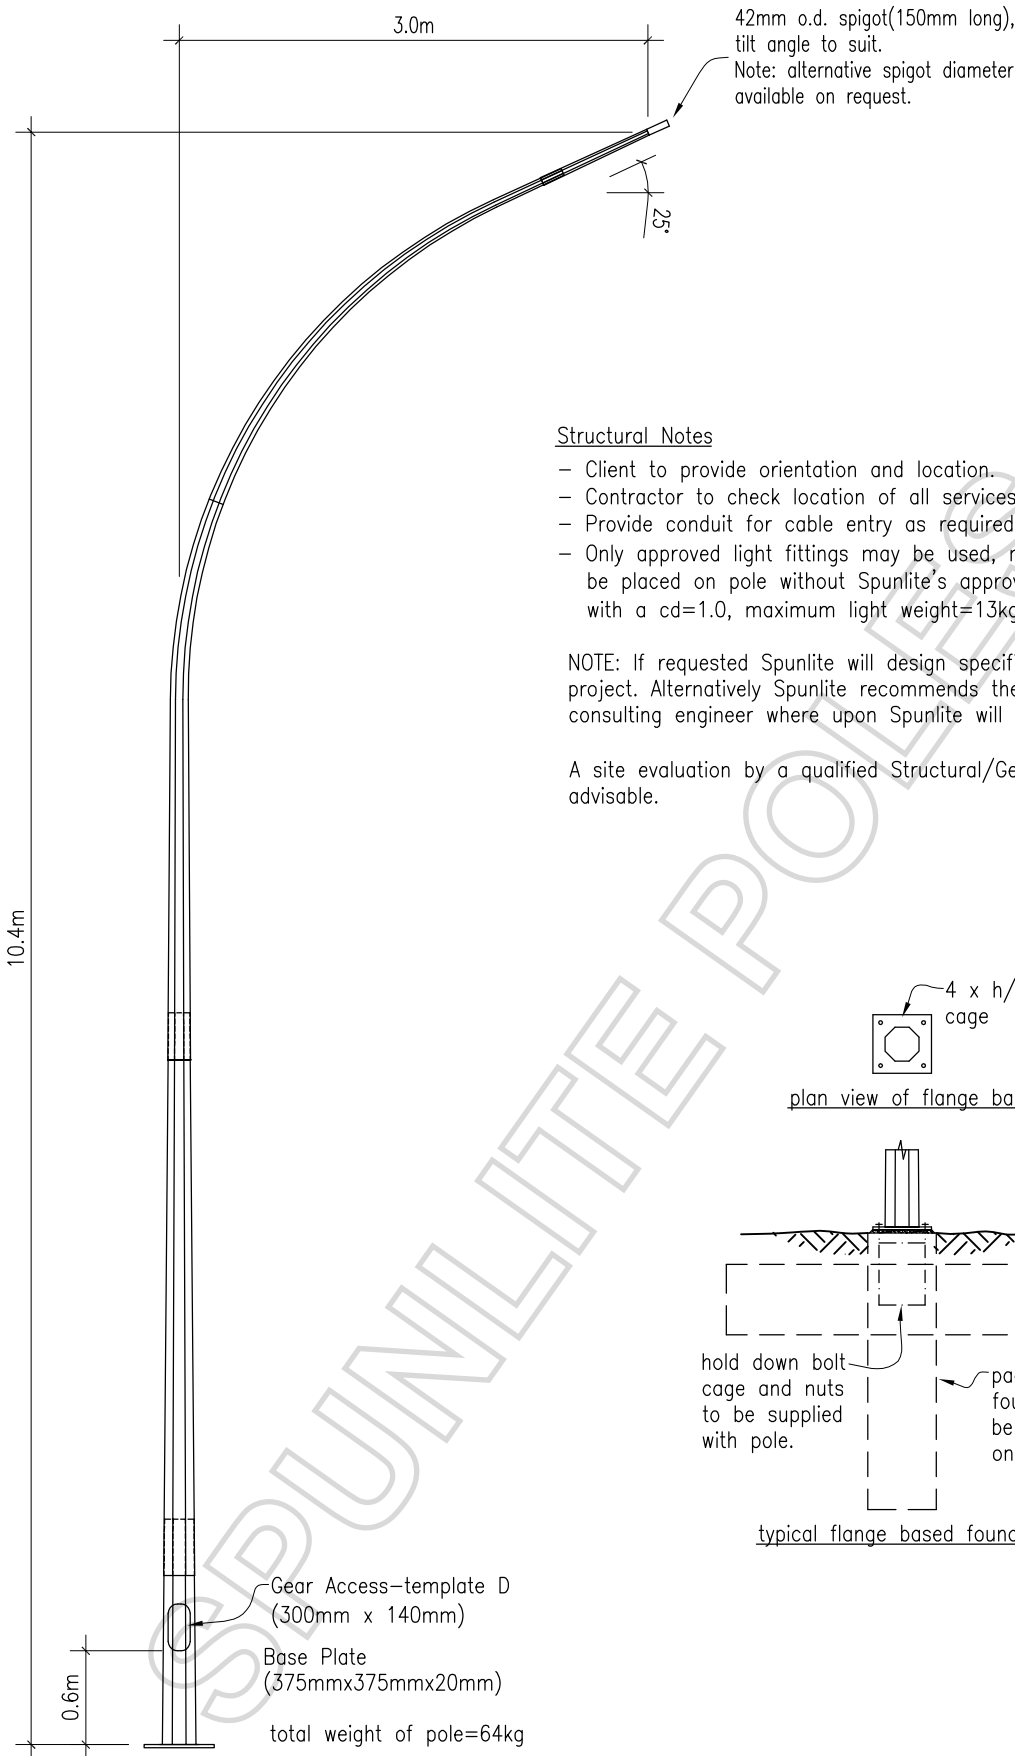 3.0m
42mm o.d. spigot(150mm long),
tilt angle to suit.
Note: alternative spigot diameter
available on request.
25°
Structural Notes
– Client to provide orientation and location.
– Contractor to check location of all services
– Provide conduit for cable entry as required
– Only approved light fittings may be used,
be placed on pole without Spunlite's
with a cd=1.0, maximum light weight=13kg
NOTE: If requested Spunlite will design
project. Alternatively Spunlite recommends the
consulting engineer where upon Spunlite will
A site evaluation by a qualified
advisable.
10.4m
4 x h/
cage
plan view of flange
hold down bolt
cage and nuts
to be supplied
with pole.
be
on
typical flange based
Gear Access–template D
(300mm x 140mm)
Base Plate
(375mmx375mmx20mm)
0.6m
total weight of pole=64kg
SPUNLITE POLES